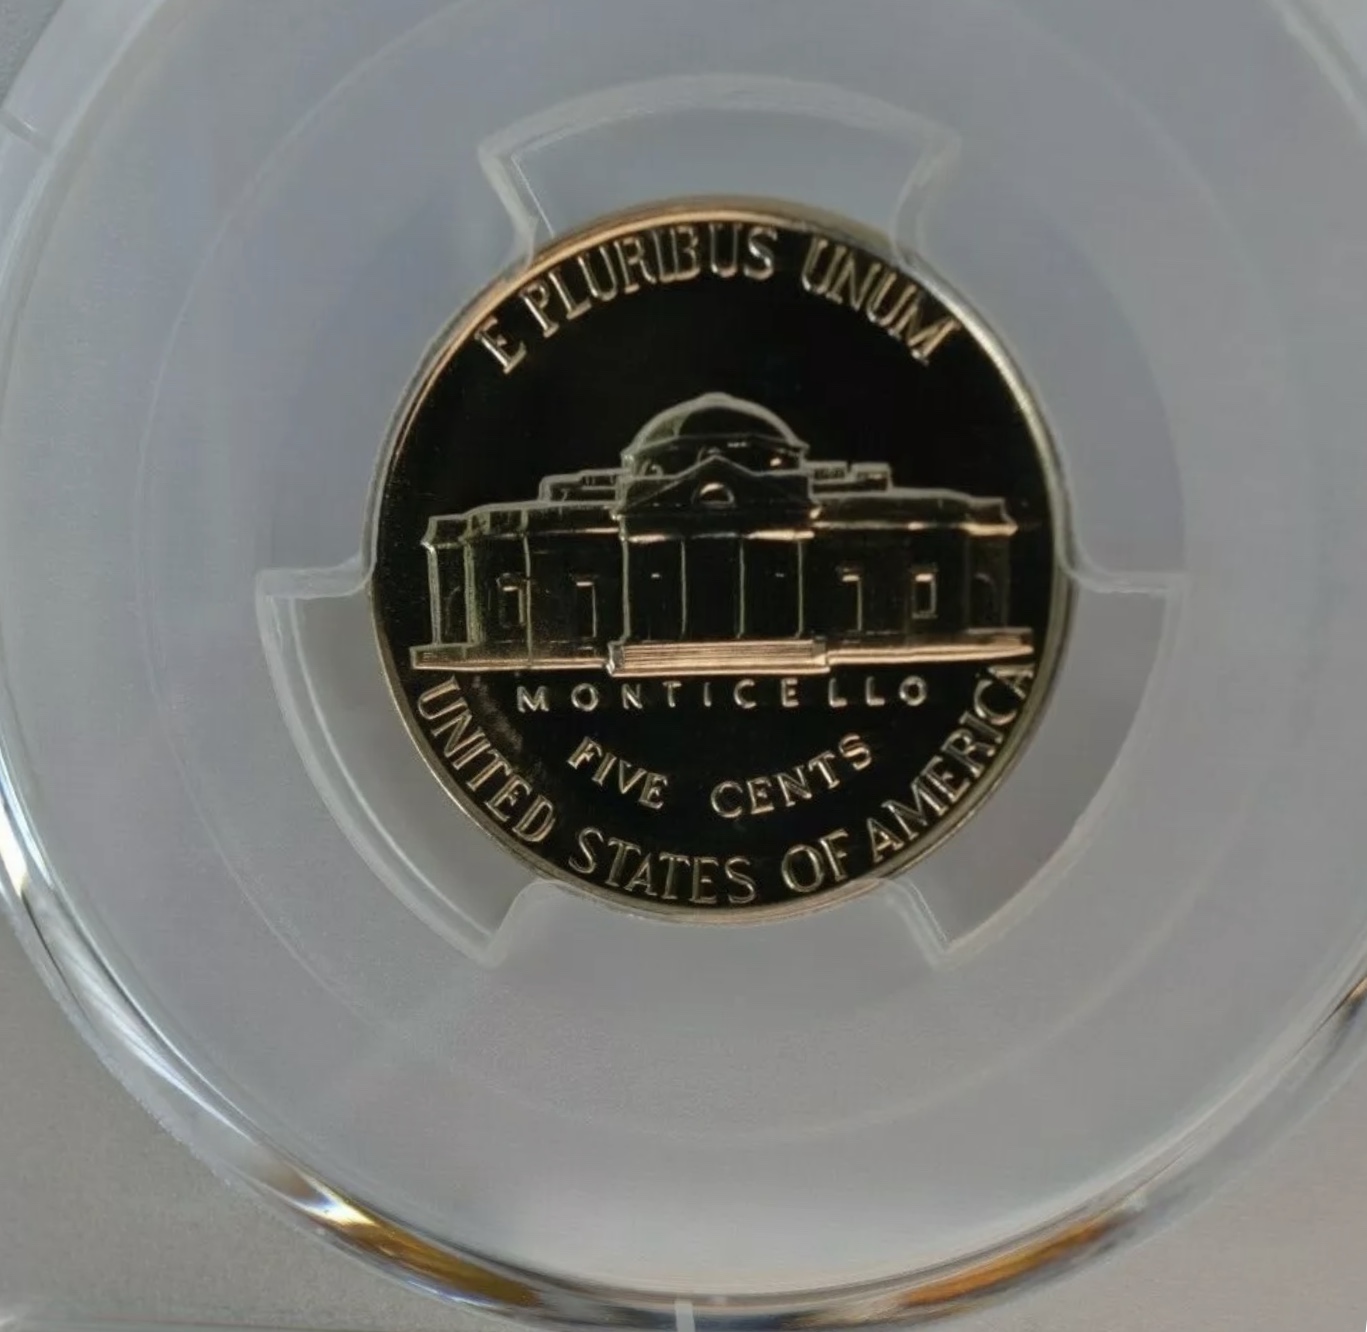 E PLURIBUS UNUM
MONTICELLO
FIVE CENTS
UNITED STATES OF AMERICA